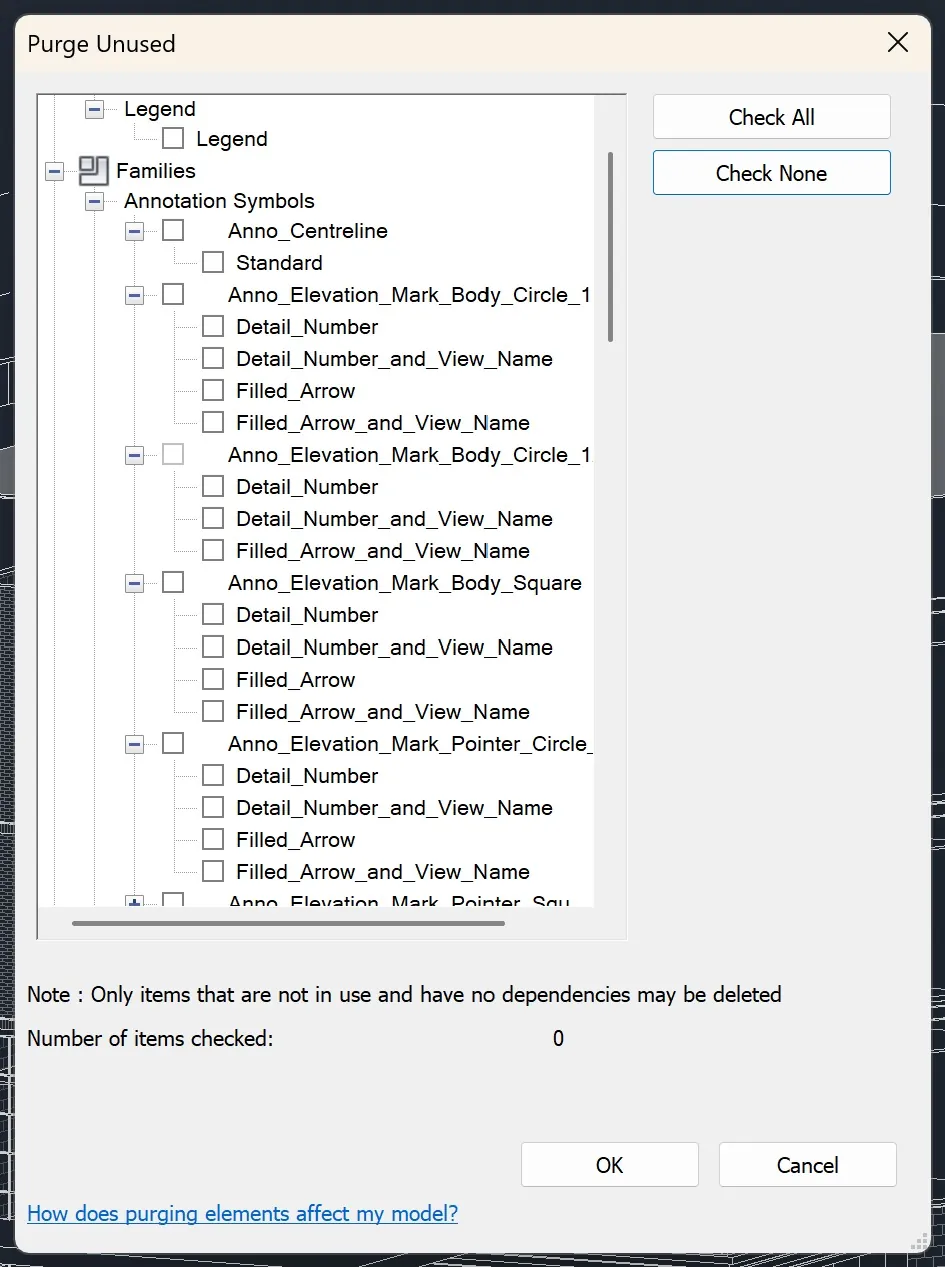 Purge Unused
Legend
Legend
Families
Annotation Symbols
Anno_Centreline
Standard
Anno_Elevation_Mark_Body_Circle_1
Detail_Number
Detail_Number_and_View_Name
Filled_Arrow
Filled_Arrow_and_View_Name
Anno_Elevation_Mark_Body_Circle_1
Detail_Number
Detail_Number_and_View_Name
Filled_Arrow_and_View_Name
Anno_Elevation_Mark_Body_Square
Detail_Number
Detail_Number_and_View_Name
Filled_Arrow
Filled_Arrow_and_View_Name
Anno_Elevation_Mark_Pointer_Circle_
Detail_Number
Detail_Number_and_View_Name
Filled_Arrow
Filled_Arrow_and_View_Name
Anno_Elevation_Mark_Pointer_Squ
Check All
Check None
Note : Only items that are not in use and have no dependencies may be deleted
Number of items checked: 0
OK
Cancel
How does purging elements affect my model?